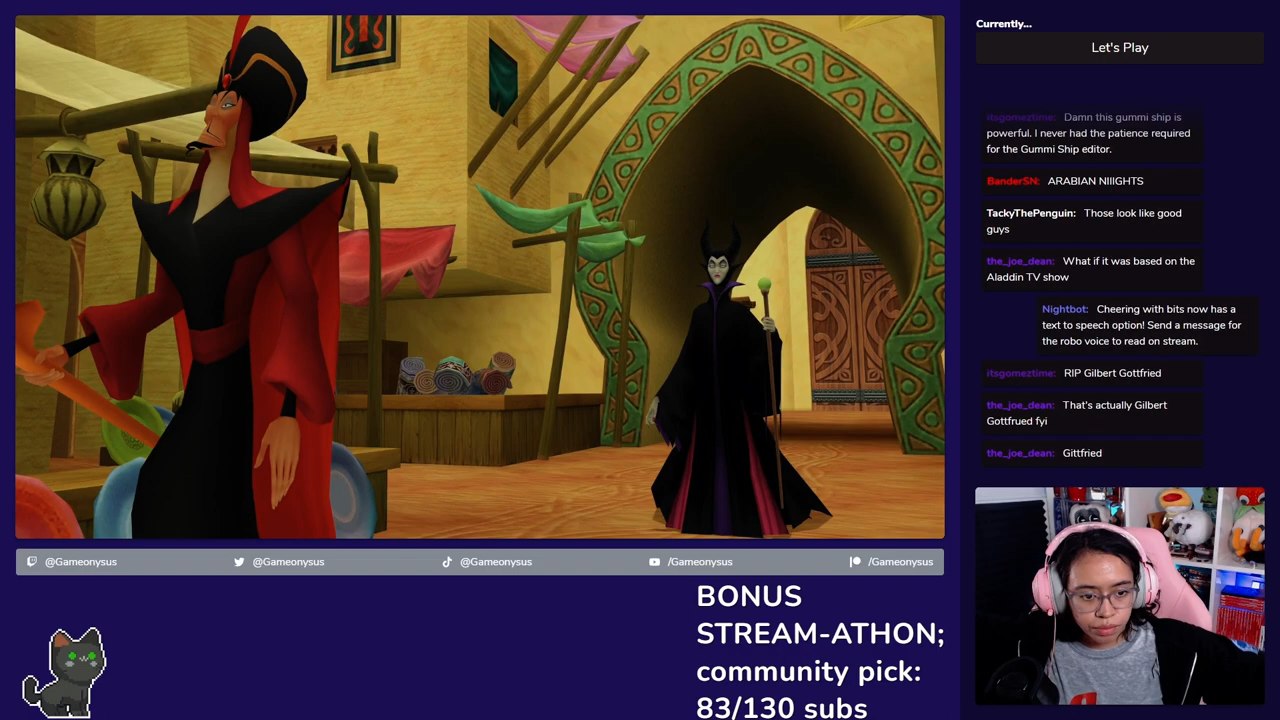 Currently...
Let's Play
itsgomeztime: Damn this gummi ship is
powerful. I never had the patience required
for the Gummi Ship editor.
BanderSN: ARABIAN NIIIGHTS
TackyThePenguin: Those look like good
guys
the_joe_dean: What if it was based on the
Aladdin TV show
Nightbot: Cheering with bits now has a
text to speech option! Send a message for
the robo voice to read on stream.
itsgomeztime: RIP Gilbert Gottfried
the_joe_dean: That's actually Gilbert
Gottfrued fyi
the_joe_dean: Gittfried
@Gameonysus @Gameonysus @Gameonysus /Gameonysus /Gameonysus
BONUS
STREAM-ATHON;
community pick:
83/130 subs